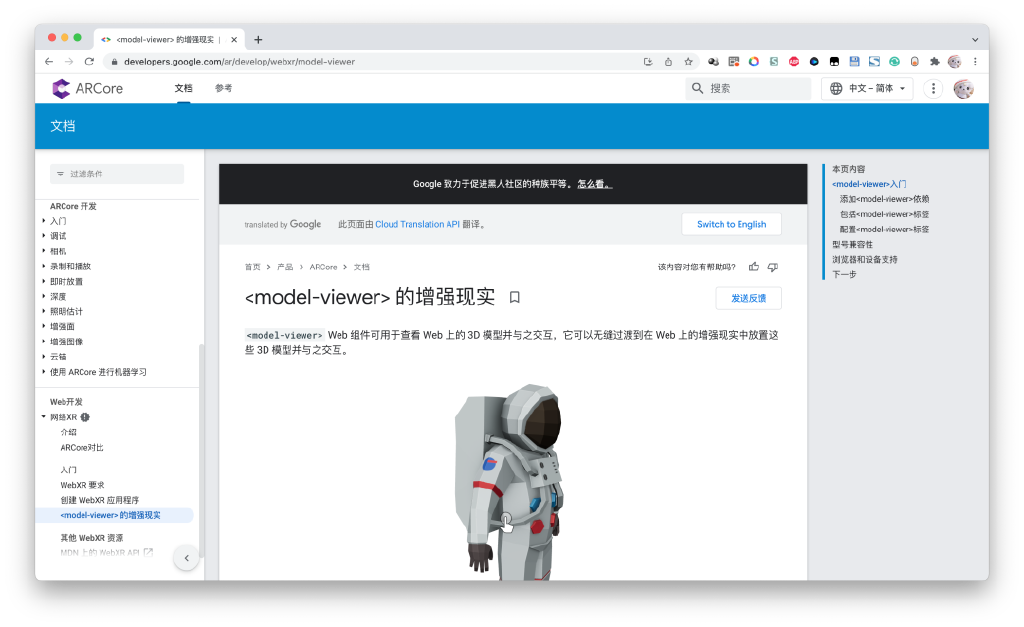 <model-viewer> 的增强现实 |
developers.google.com/ar/develop/webxr/model-viewer
ARCore
文档
参考
搜索
中文 – 简体
文档
过滤条件
ARCore 开发
入门
调试
相机
录制和播放
即时放置
深度
照明估计
增强面
增强图像
云锚
使用 ARCore 进行机器学习
Web开发
网络XR
介绍
ARCore对比
入门
WebXR 要求
创建 WebXR 应用程序
<model-viewer> 的增强现实
其他 WebXR 资源
MDN 上的 WebXR API
Google 致力于促进黑人社区的种族平等。怎么看。
translated by Google
此页面由 Cloud Translation API 翻译。
Switch to English
首页 > 产品 > ARCore > 文档
该内容对您有帮助吗?
<model-viewer> 的增强现实
发送反馈
<model-viewer> Web 组件可用于查看 Web 上的 3D 模型并与之交互，它可以无缝过渡到在 Web 上的增强现实中放置这
些 3D 模型并与之交互。
本页内容
<model-viewer>入门
添加<model-viewer>依赖
包括<model-viewer>标签
配置<model-viewer>标签
型号兼容性
浏览器和设备支持
下一步